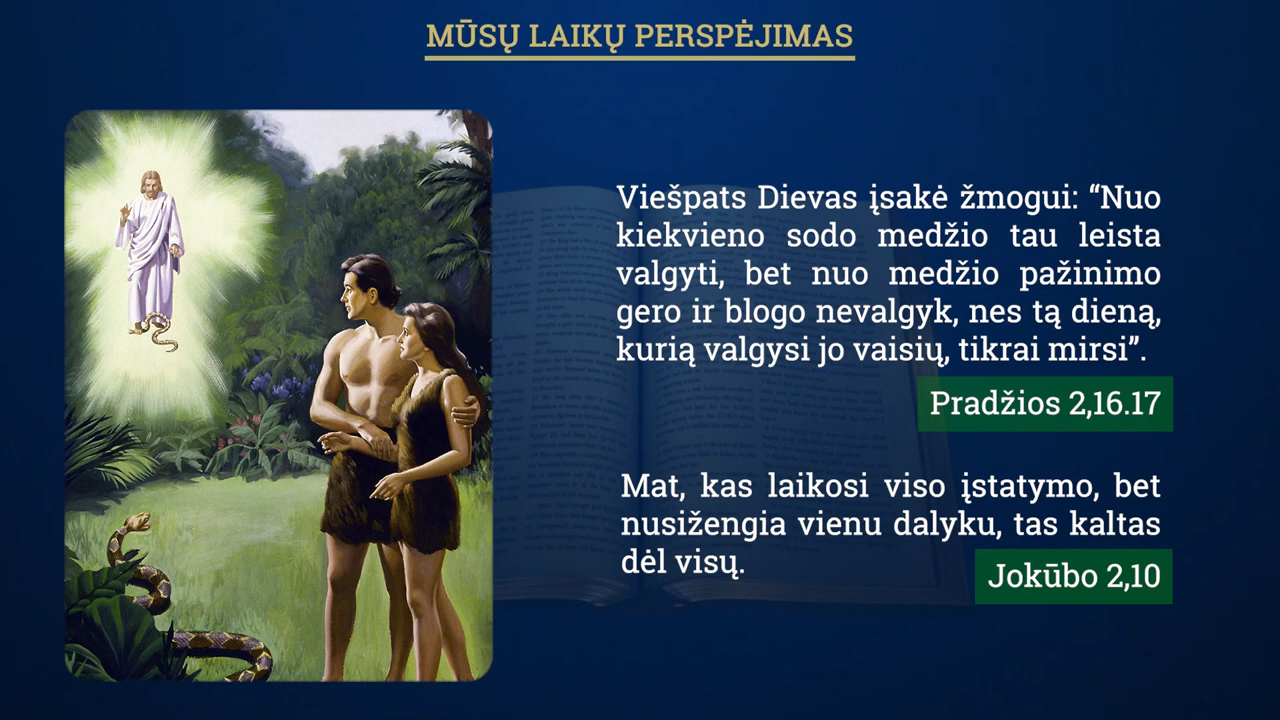 MŪSŲ LAIKŲ PERSPĖJIMAS
Viešpats Dievas įsakė žmogui: “Nuo
kiekvieno sodo medžio tau leista
valgyti, bet nuo medžio pažinimo
gero ir blogo nevalgyk, nes tą dieną,
kurią valgysi jo vaisių, tikrai mirsi”.
Pradžios 2,16.17
Mat, kas laikosi viso įstatymo, bet
nusižengia vienu dalyku, tas kaltas
dėl visų.
Jokūbo 2,10